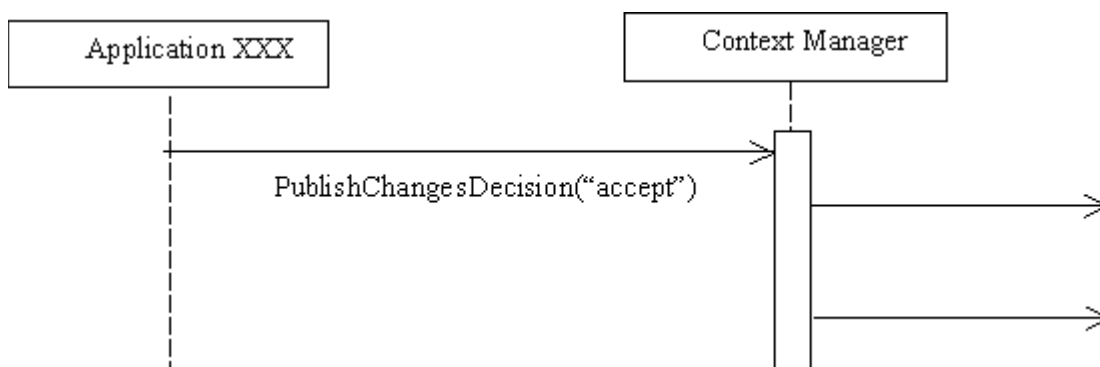 Application XXX
Context Manager
PublishChangesDecision(“accept”)